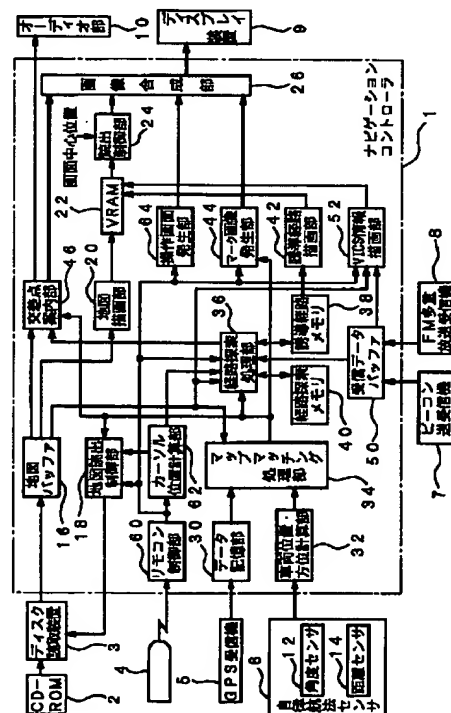 オーディオ部
10
ディスプレイ
装置
9
画像合成部
26
ナビゲーション
コントローラ
1
画面中心位置
読出
制御部
24
22
VRAM
64
操作画面
発生部
44
マーク画像
発生部
42
誘導経路
描画部
52
VICS情報
描画部
46
交差点
案内部
20
地図
描画部
36
経路探索
処理部
38
誘導経路
メモリ
40
経路探索
メモリ
50
受信データ
バッファ
8
FM多重
放送受信機
7
ビーコン
送受信機
地図
バッファ
16
18
地図読出
制御部
カーソル
位置計算部
62
60
リモコン
制御部
マップマッチング
処理部
34
30
データ
記憶部
車両位置・
方位計算部
32
ディスク
読取装置
3
CD-
ROM
2
4
5
GPS受信機
6
12
角度センサ
14
距離センサ
自律航法センサ